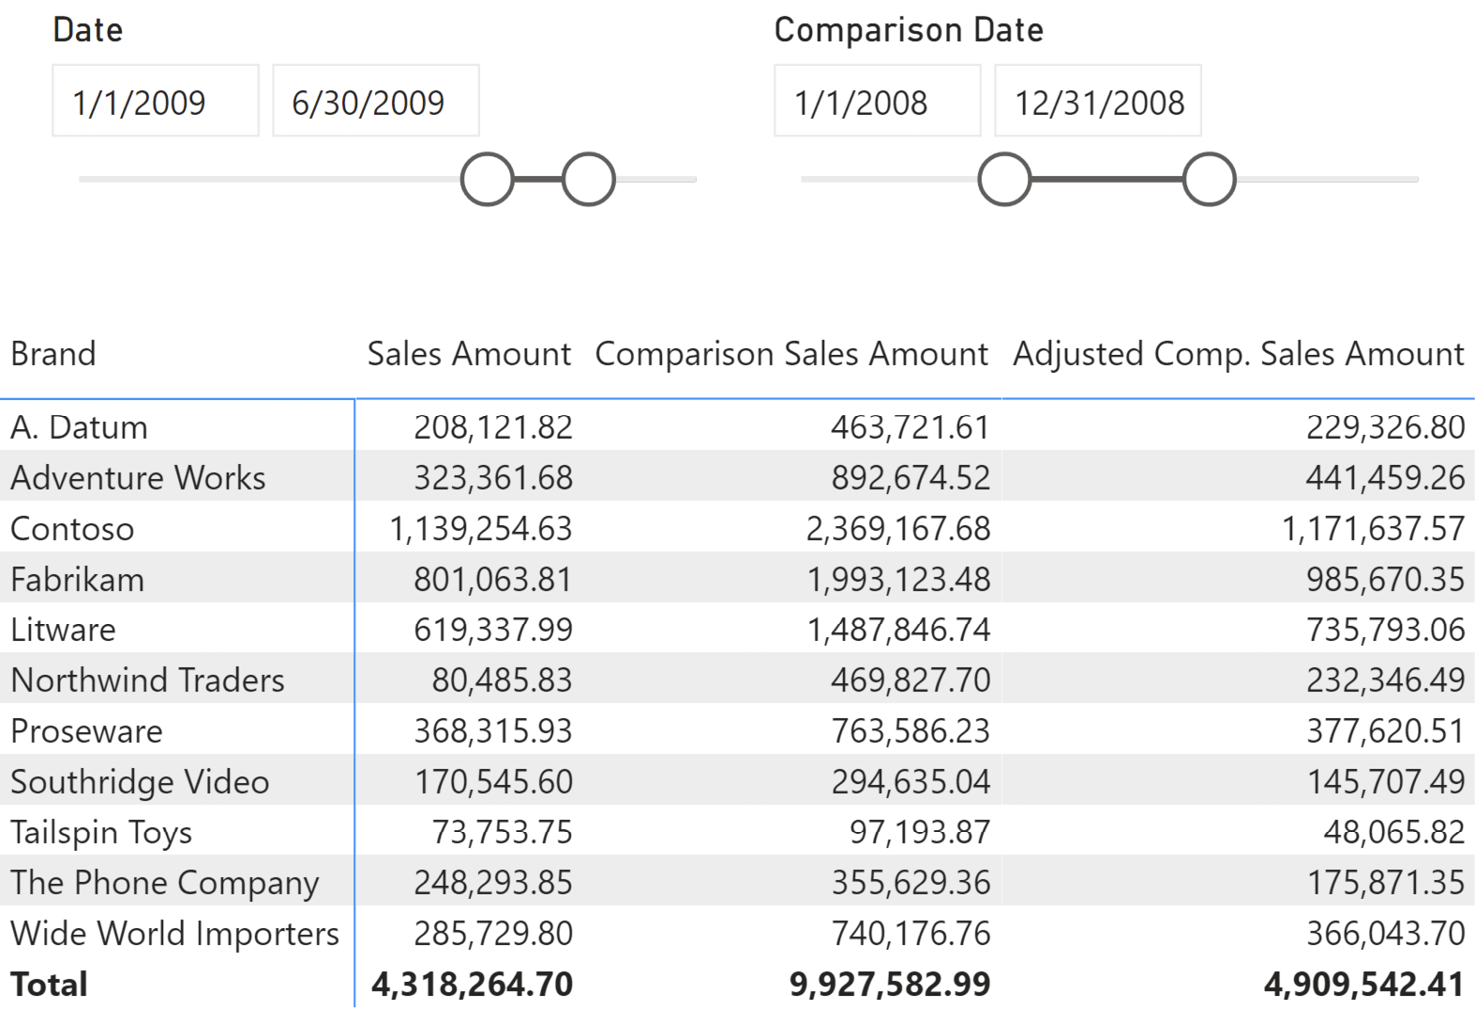 Date Comparison Date
1/1/2009 6/30/2009 1/1/2008 12/31/2008
Brand Sales Amount Comparison Sales Amount Adjusted Comp. Sales Amount
A. Datum 208,121.82 463,721.61 229,326.80
Adventure Works 323,361.68 892,674.52 441,459.26
Contoso 1,139,254.63 2,369,167.68 1,171,637.57
Fabrikam 801,063.81 1,993,123.48 985,670.35
Litware 619,337.99 1,487,846.74 735,793.06
Northwind Traders 80,485.83 469,827.70 232,346.49
Proseware 368,315.93 763,586.23 377,620.51
Southridge Video 170,545.60 294,635.04 145,707.49
Tailspin Toys 73,753.75 97,193.87 48,065.82
The Phone Company 248,293.85 355,629.36 175,871.35
Wide World Importers 285,729.80 740,176.76 366,043.70
Total 4,318,264.70 9,927,582.99 4,909,542.41